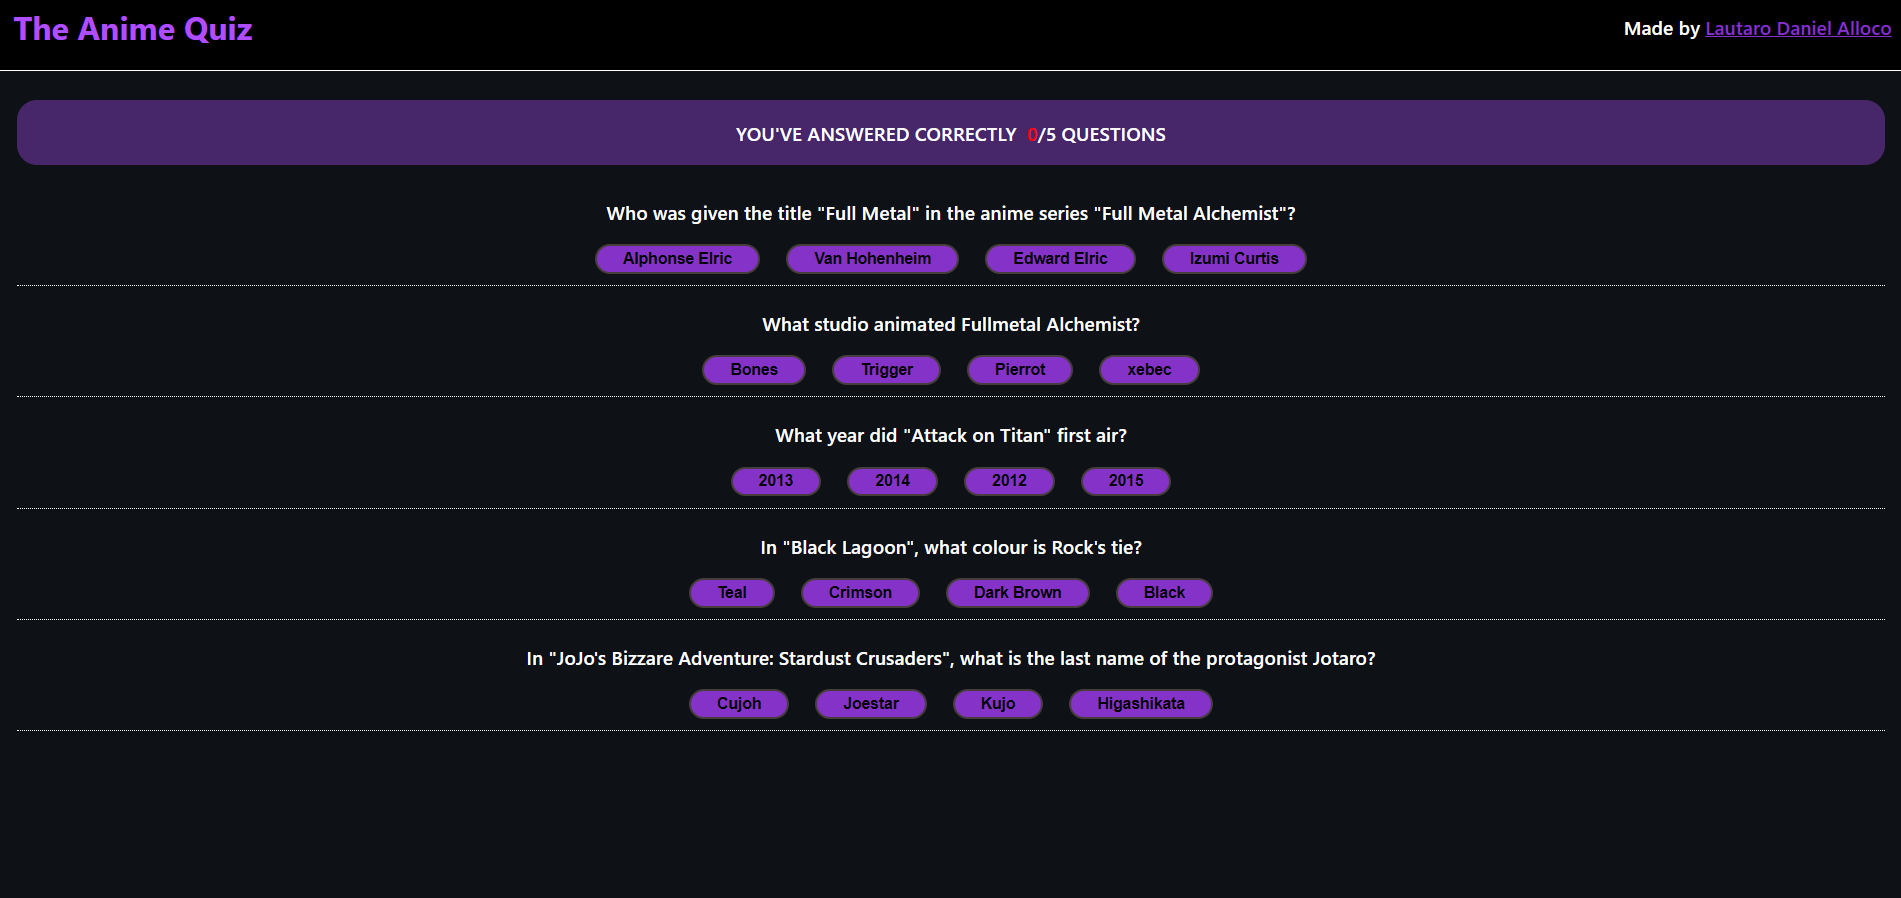 The Anime Quiz
Made by Lautaro Daniel Alloco
YOU'VE ANSWERED CORRECTLY 0/5 QUESTIONS
Who was given the title "Full Metal" in the anime series "Full Metal Alchemist"?
Alphonse Elric Van Hohenheim Edward Elric Izumi Curtis
What studio animated Fullmetal Alchemist?
Bones Trigger Pierrot xebec
What year did "Attack on Titan" first air?
2013 2014 2012 2015
In "Black Lagoon", what colour is Rock's tie?
Teal Crimson Dark Brown Black
In "JoJo's Bizzare Adventure: Stardust Crusaders", what is the last name of the protagonist Jotaro?
Cujoh Joestar Kujo Higashikata